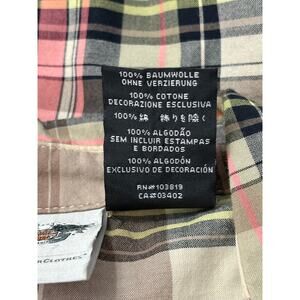 100% BAUMWOLLE
OHNE VERZIERUNG
100% COTONE
DECORAZIONE ESCLUSIVA
100% 綿 飾りを除く
100% ALGODÃO
SEM INCLUIR ESTAMPAS
E BORDADOS
100% ALGODÓN
EXCLUSIVO DE DECORACIÓN
RN#103819
CA#03402
CLOTHES